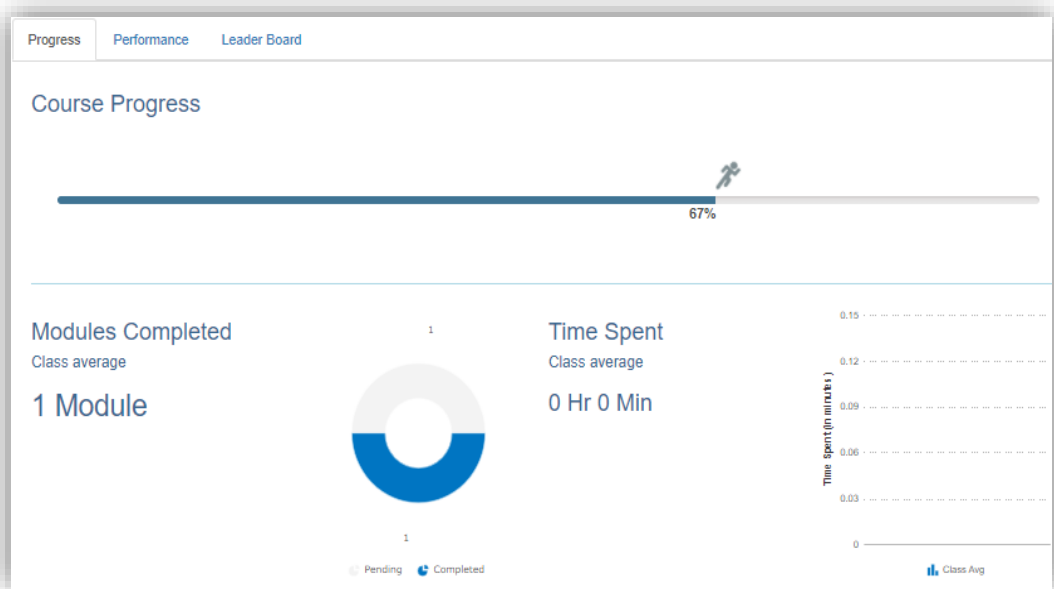 Progress Performance Leader Board
Course Progress
67%
Modules Completed
Class average
1 Module
1
1
Pending Completed
Time Spent
Class average
0 Hr 0 Min
Time Spent (in minutes)
0.15
0.12
0.09
0.06
0.03
0
Class Avg